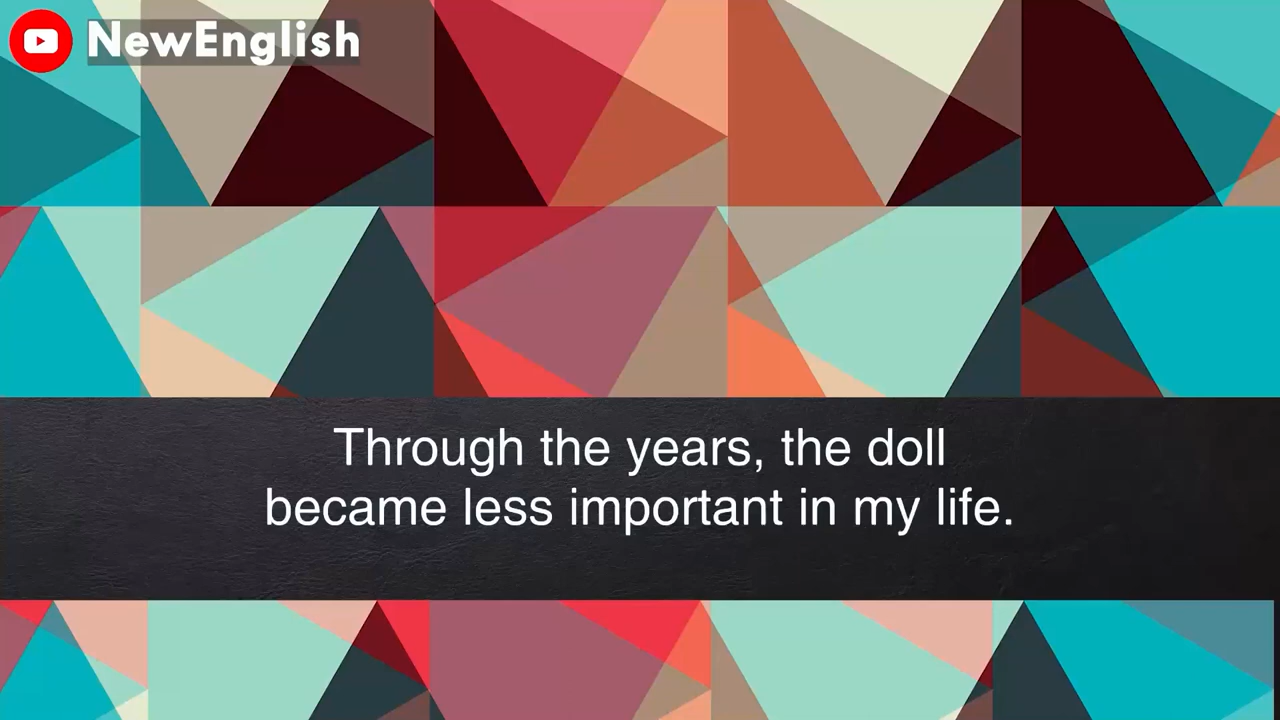 NewEnglish
Through the years, the doll
became less important in my life.